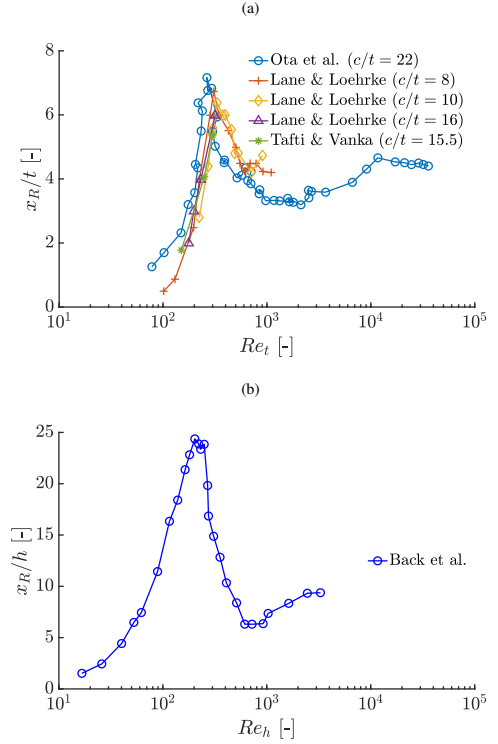 (a)
8
6
4
2
0
x_R/t [-]
Ota et al. (c/t = 22)
Lane & Loehrke (c/t = 8)
Lane & Loehrke (c/t = 10)
Lane & Loehrke (c/t = 16)
Tafti & Vanka (c/t = 15.5)
10^1 10^2 10^3 10^4 10^5
Re_t [-]
(b)
25
20
15
10
5
0
x_R/h [-]
Back et al.
10^1 10^2 10^3 10^4 10^5
Re_h [-]